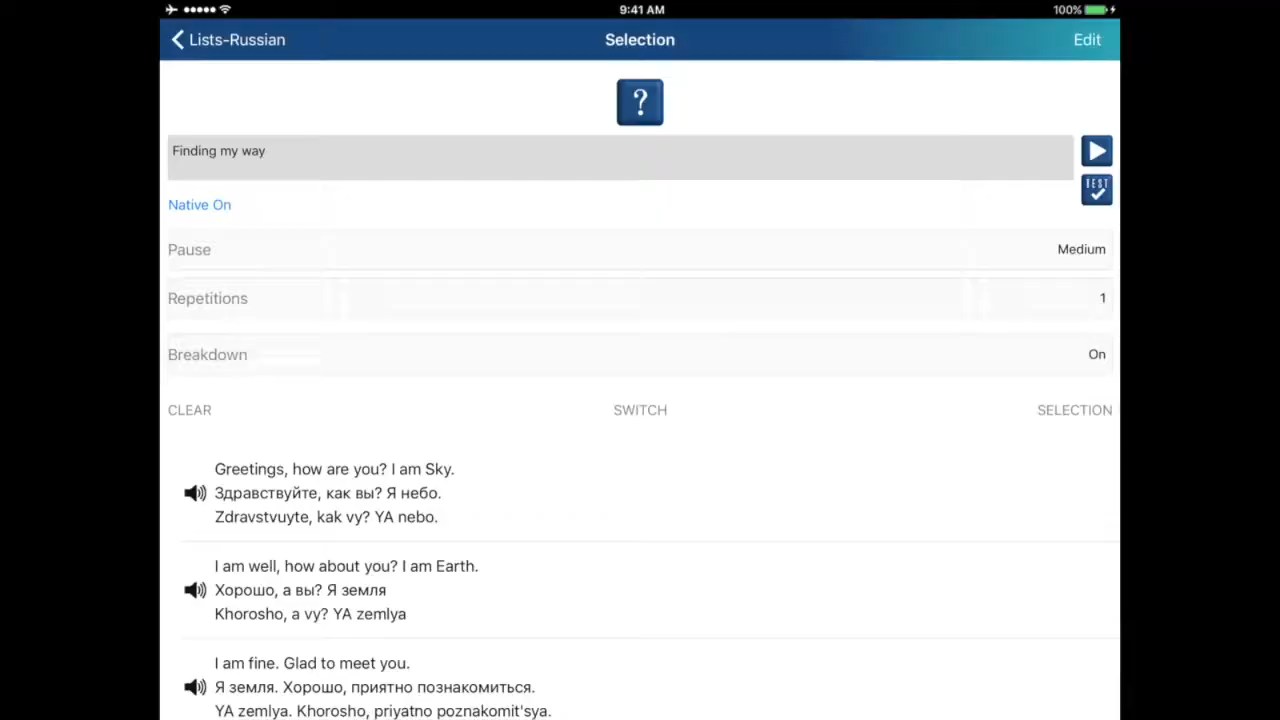 9:41 AM
100%
Lists-Russian
Selection
Edit
?
Finding my way
TEST
Native On
Pause
Medium
Repetitions
1
Breakdown
On
CLEAR
SWITCH
SELECTION
Greetings, how are you? I am Sky.
Здравствуйте, как вы? Я небо.
Zdravstvuyte, kak vy? YA nebo.
I am well, how about you? I am Earth.
Хорошо, а вы? Я земля
Khorosho, a vy? YA zemlya
I am fine. Glad to meet you.
Я земля. Хорошо, приятно познакомиться.
YA zemlya. Khorosho, priyatno poznakomit'sya.